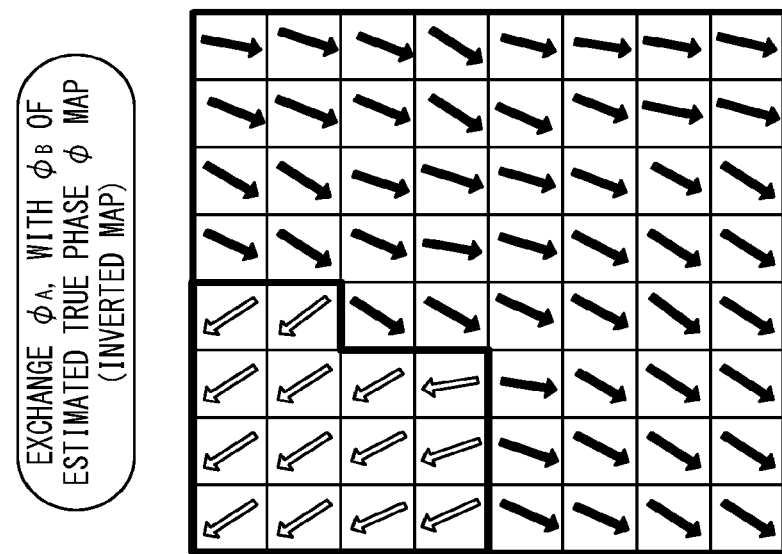 EXCHANGE ϕA, WITH ϕB OF
ESTIMATED TRUE PHASE ϕ MAP
(INVERTED MAP)